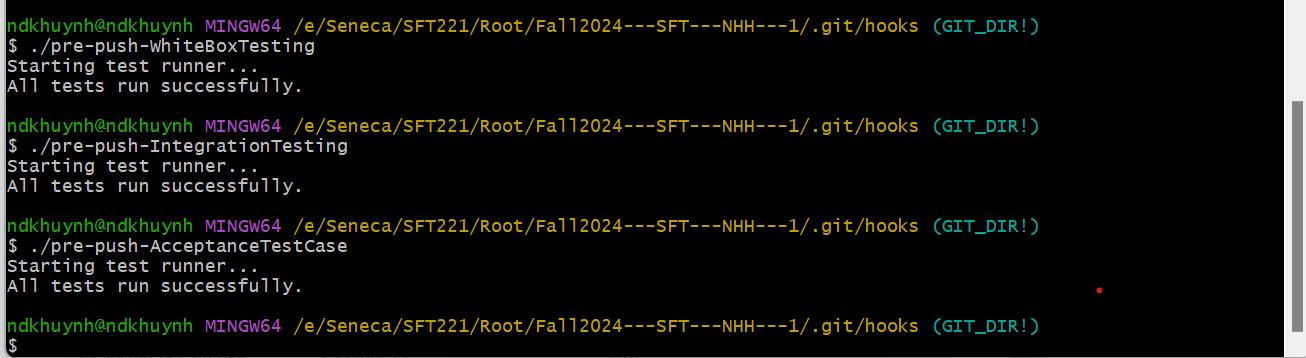 ndkhuynh@ndkhuynh MINGW64 /e/Seneca/SFT221/Root/Fall2024---SFT---NHH---1/.git/hooks (GIT_DIR!)
$ ./pre-push-WhiteBoxTesting
Starting test runner...
All tests run successfully.
ndkhuynh@ndkhuynh MINGW64 /e/Seneca/SFT221/Root/Fall2024---SFT---NHH---1/.git/hooks (GIT_DIR!)
$ ./pre-push-IntegrationTesting
Starting test runner...
All tests run successfully.
ndkhuynh@ndkhuynh MINGW64 /e/Seneca/SFT221/Root/Fall2024---SFT---NHH---1/.git/hooks (GIT_DIR!)
$ ./pre-push-AcceptanceTestCase
Starting test runner...
All tests run successfully.
ndkhuynh@ndkhuynh MINGW64 /e/Seneca/SFT221/Root/Fall2024---SFT---NHH---1/.git/hooks (GIT_DIR!)
$